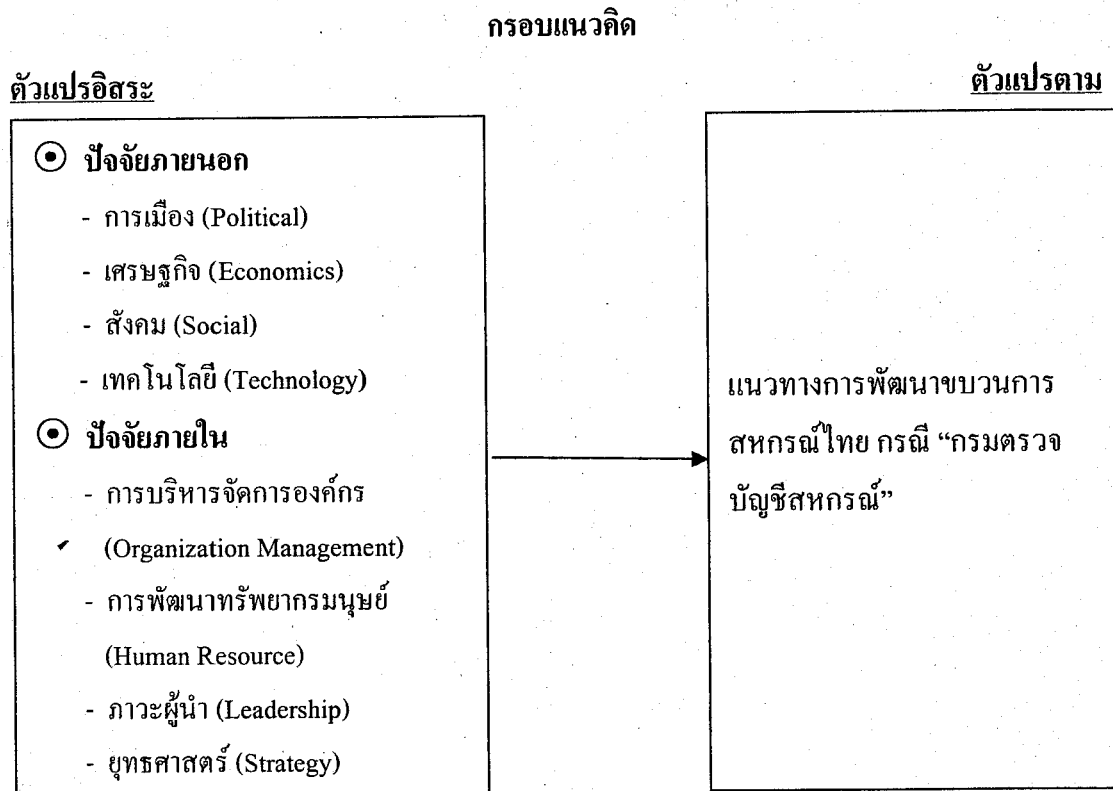 กรอบแนวคิด
ตัวแปรอิสระ
ตัวแปรตาม
ปัจจัยภายนอก
- การเมือง (Political)
- เศรษฐกิจ (Economics)
- สังคม (Social)
- เทคโนโลยี (Technology)
ปัจจัยภายใน
- การบริหารจัดการองค์กร
(Organization Management)
- การพัฒนาทรัพยากรมนุษย์
(Human Resource)
- ภาวะผู้นำ (Leadership)
- ยุทธศาสตร์ (Strategy)
แนวทางการพัฒนาขบวนการ
สหกรณ์ไทย กรณี “กรมตรวจ
บัญชีสหกรณ์”